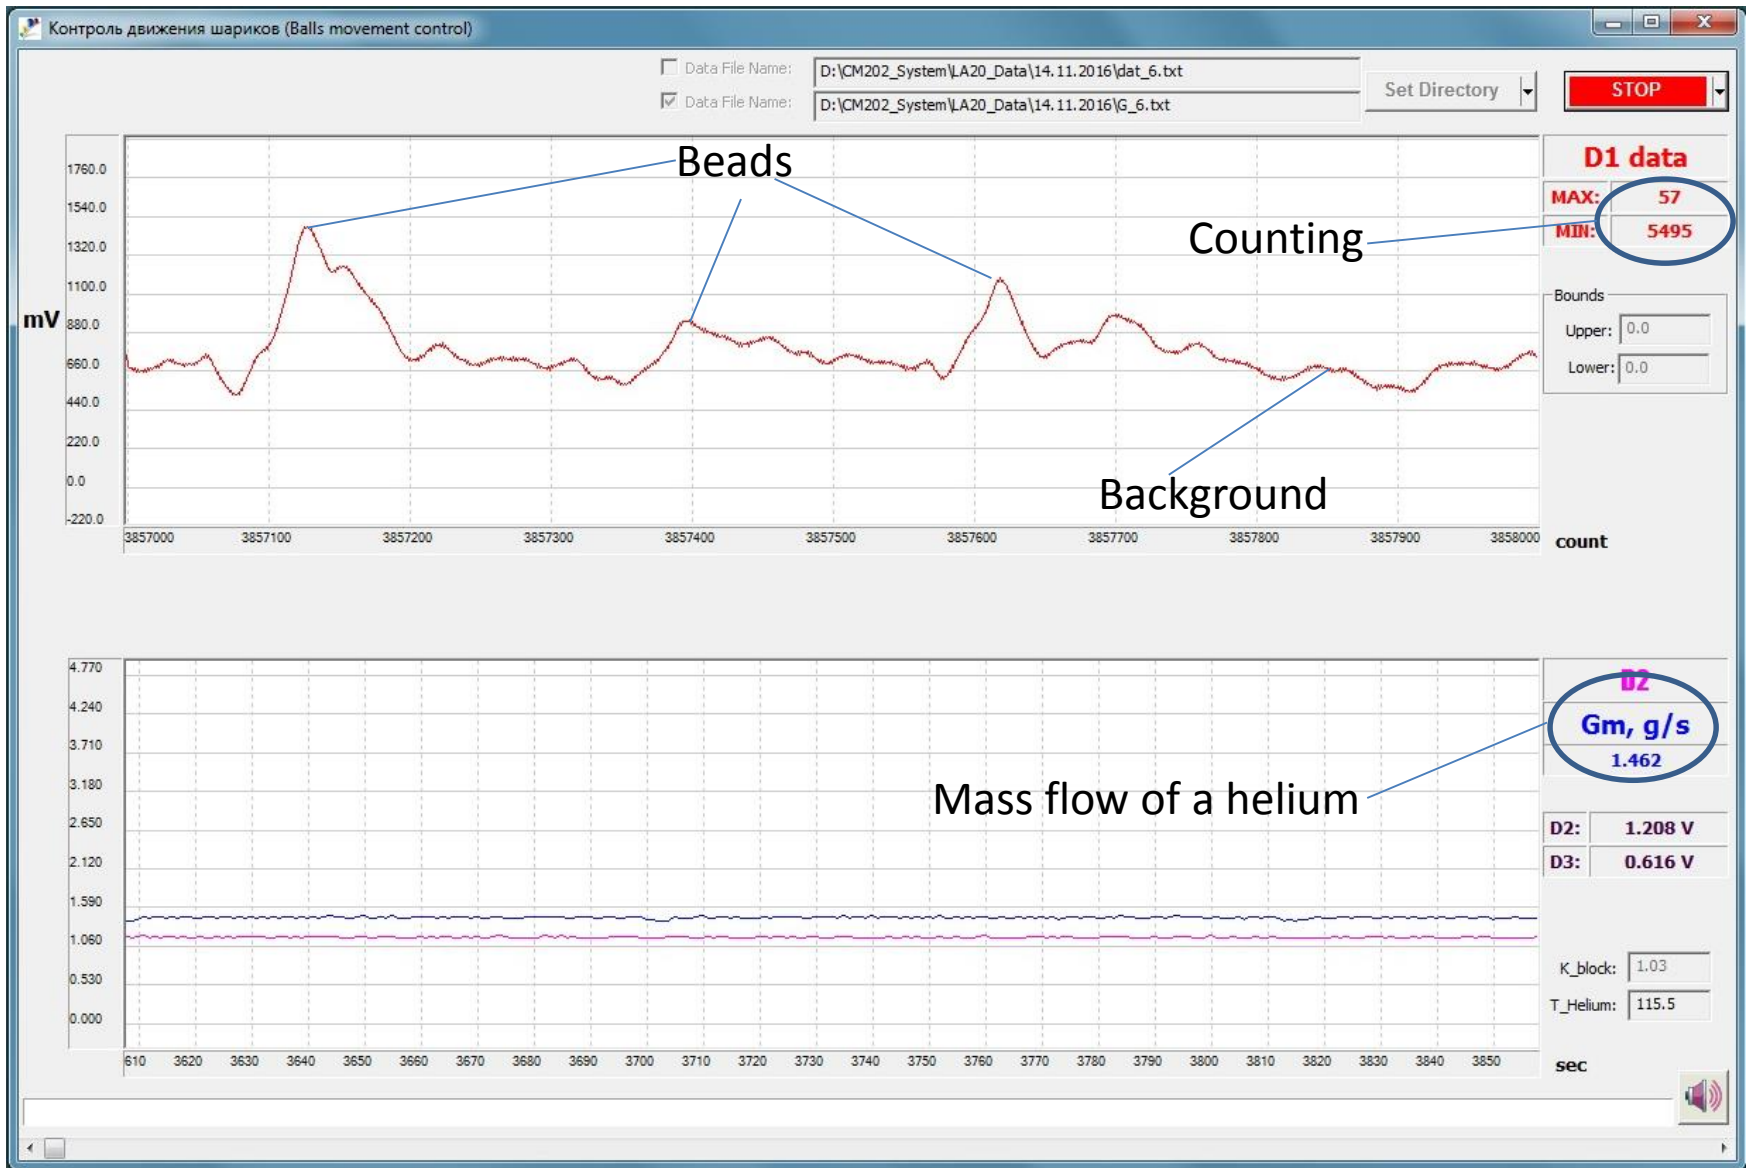 Контроль движения шариков (Balls movement control)
Data File Name: D:\CM202_System\LA20_Data\14.11.2016\dat_6.txt
Data File Name: D:\CM202_System\LA20_Data\14.11.2016\G_6.txt
Set Directory
STOP
Beads
Counting
Background
mV
1760.0
1540.0
1320.0
1100.0
880.0
660.0
440.0
220.0
0.0
-220.0
3857000 3857100 3857200 3857300 3857400 3857500 3857600 3857700 3857800 3857900 3858000
count
D1 data
MAX: 57
MIN: 5495
Bounds
Upper: 0.0
Lower: 0.0
4.770
4.240
3.710
3.180
2.650
2.120
1.590
1.060
0.530
0.000
Mass flow of a helium
610 3620 3630 3640 3650 3660 3670 3680 3690 3700 3710 3720 3730 3740 3750 3760 3770 3780 3790 3800 3810 3820 3830 3840 3850
sec
D2
Gm, g/s
1.462
D2: 1.208 V
D3: 0.616 V
K_block: 1.03
T_Helium: 115.5